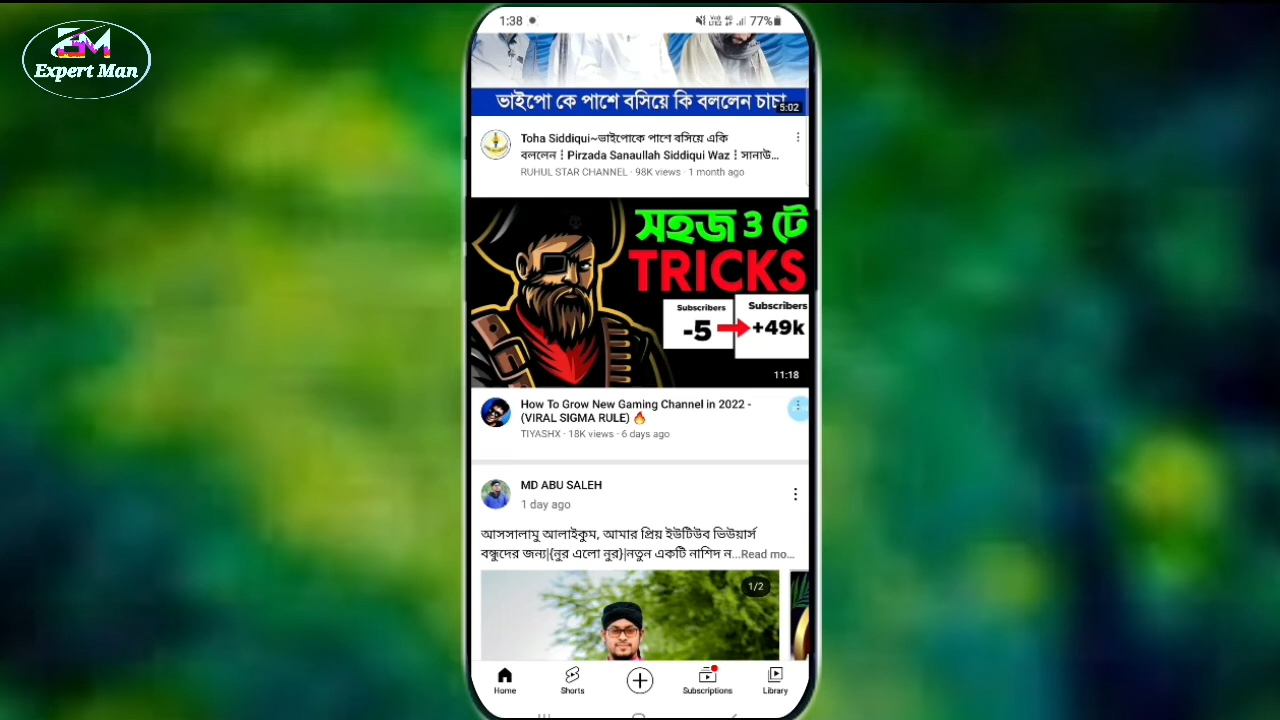 EM
Expert Man
1:38
77%
ভাইপো কে পাশে বসিয়ে কি বললেন চাচা
5:02
Toha Siddiqui~ভাইপোকে পাশে বসিয়ে একি
বললেন⋮Pirzada Sanaullah Siddiqui Waz⋮সানাউ...
RUHUL STAR CHANNEL · 98K views · 1 month ago
সহজ 3 টে
TRICKS
Subscribers
-5
Subscribers
+49k
11:18
How To Grow New Gaming Channel in 2022 -
(VIRAL SIGMA RULE) 🔥
TIYASHX · 18K views · 6 days ago
MD ABU SALEH
1 day ago
আসসালামু আলাইকুম, আমার প্রিয় ইউটিউব ভিউয়ার্স
বন্ধুদের জন্য|{নুর এলো নুর}|নতুন একটি নাশিদ ন...Read mo...
1/2
Home
Shorts
Subscriptions
Library